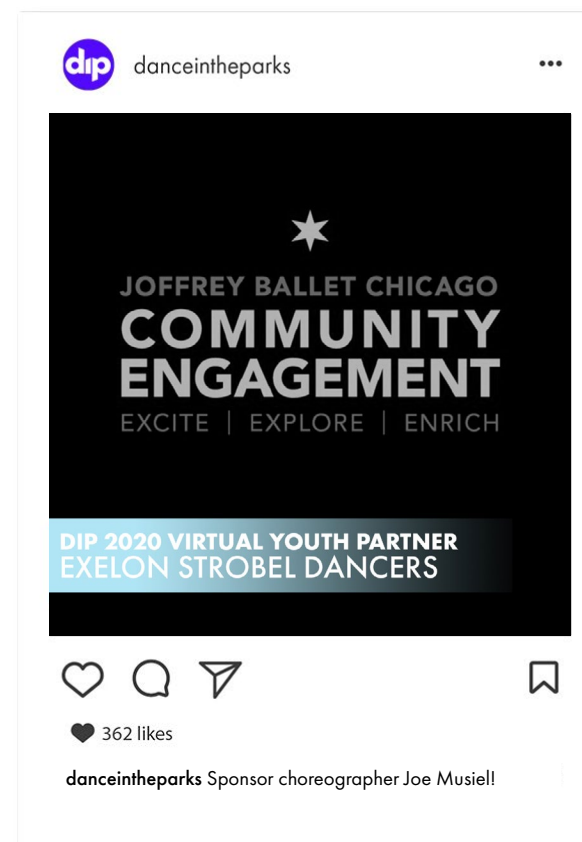 dip
danceintheparks
JOFFREY BALLET CHICAGO
COMMUNITY
ENGAGEMENT
EXCITE | EXPLORE | ENRICH
DIP 2020 VIRTUAL YOUTH PARTNER
EXELON STROBEL DANCERS
362 likes
danceintheparks Sponsor choreographer Joe Musiel!